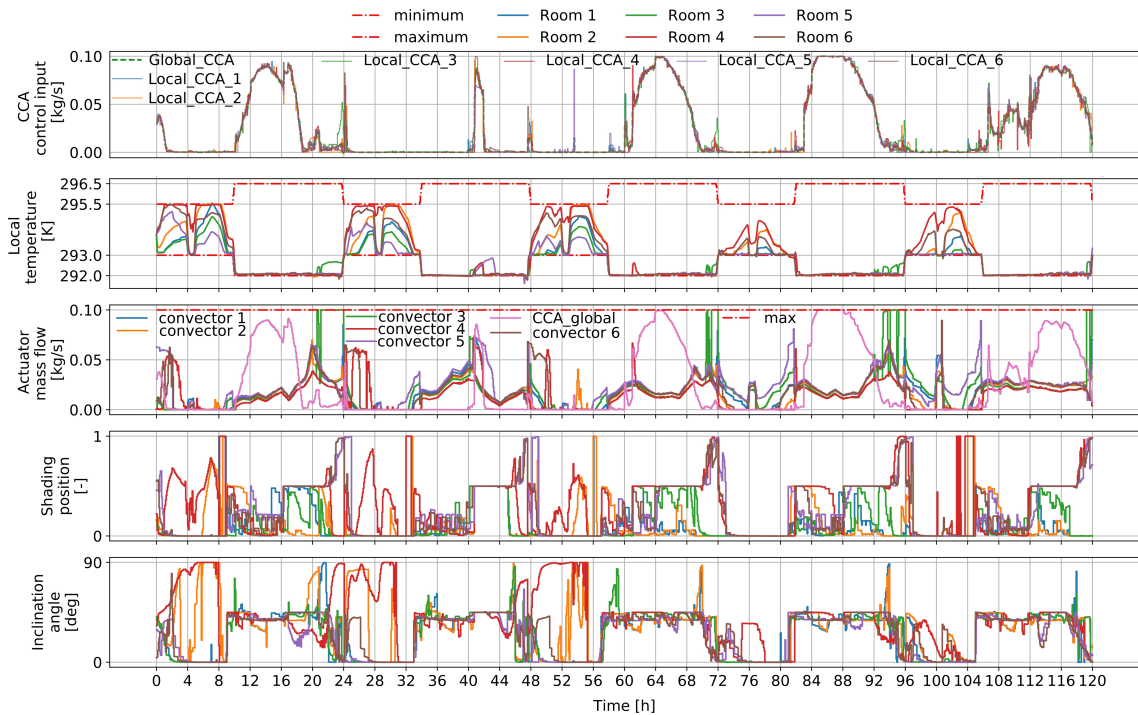 minimum Room 1 Room 3 Room 5
maximum Room 2 Room 4 Room 6
CCA
control input
[kg/s]
0.10
0.05
0.00
Global_CCA Local_CCA_3 Local_CCA_4 Local_CCA_5 Local_CCA_6
Local_CCA_1
Local_CCA_2
Local
temperature
[K]
296.5
295.5
293.0
292.0
Actuator
mass flow
[kg/s]
0.10
0.05
0.00
convector 1 convector 3 CCA_global max
convector 2 convector 4 convector 6
convector 5
Shading
position
[-]
1
0
Inclination
angle
[deg]
90
0
0 4 8 12 16 20 24 28 32 36 40 44 48 52 56 60 64 68 72 76 80 84 88 92 96 100 104 108 112 116 120
Time [h]